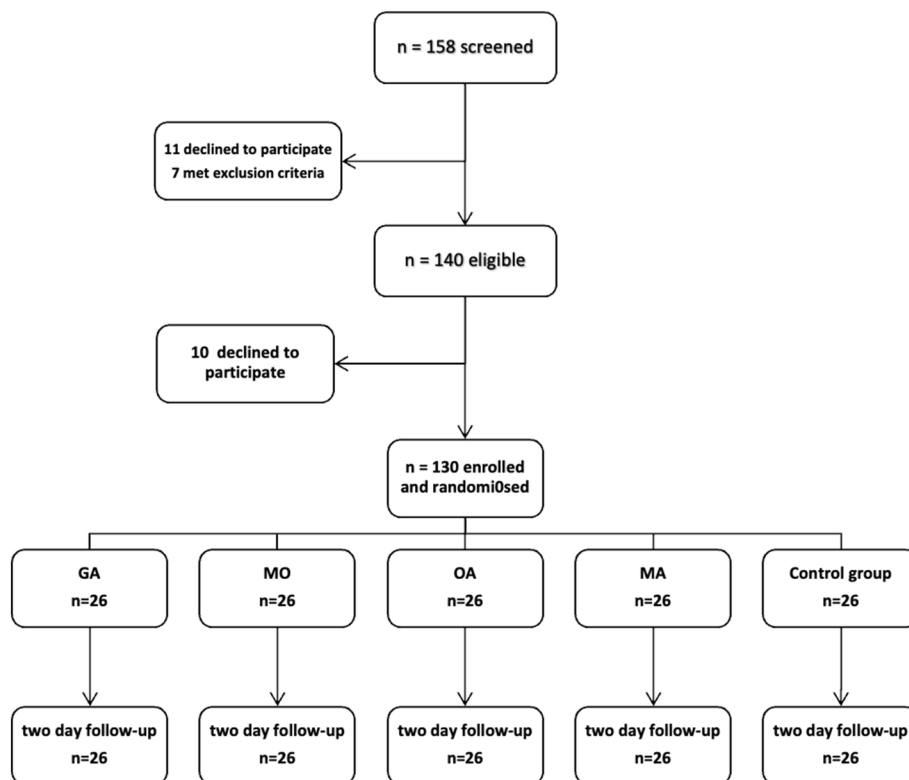 n = 158 screened
11 declined to participate
7 met exclusion criteria
n = 140 eligible
10 declined to
participate
n = 130 enrolled
and randomi0sed
GA
n=26
MO
n=26
OA
n=26
MA
n=26
Control group
n=26
two day follow-up
n=26
two day follow-up
n=26
two day follow-up
n=26
two day follow-up
n=26
two day follow-up
n=26